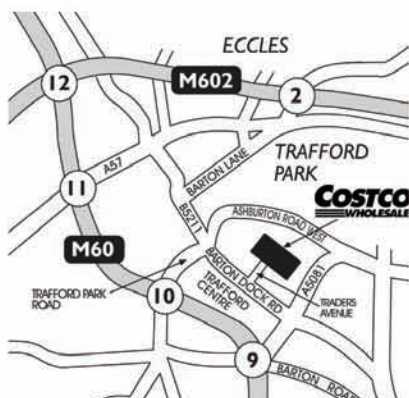 ECCLES
12
M602
2
A57
BARTON LANE
TRAFFORD
PARK
COSTCO
WHOLESALE
11
B5211
ASHBURTON ROAD WEST
M60
BARTON DOCK RD
TRAFFORD
CENTRE
A5081
TRAFFORD PARK
ROAD
TRADERS
AVENUE
10
9
BARTON ROAD